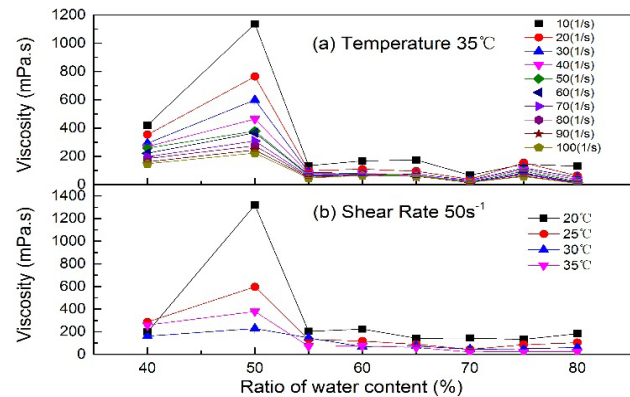 (a) Temperature 35℃
Viscosity (mPa.s)
1200
1000
800
600
400
200
0
10(1/s)
20(1/s)
30(1/s)
40(1/s)
50(1/s)
60(1/s)
70(1/s)
80(1/s)
90(1/s)
100(1/s)
(b) Shear Rate 50s⁻¹
Viscosity (mPa.s)
1400
1200
1000
800
600
400
200
0
20℃
25℃
30℃
35℃
40
50
60
70
80
Ratio of water content (%)